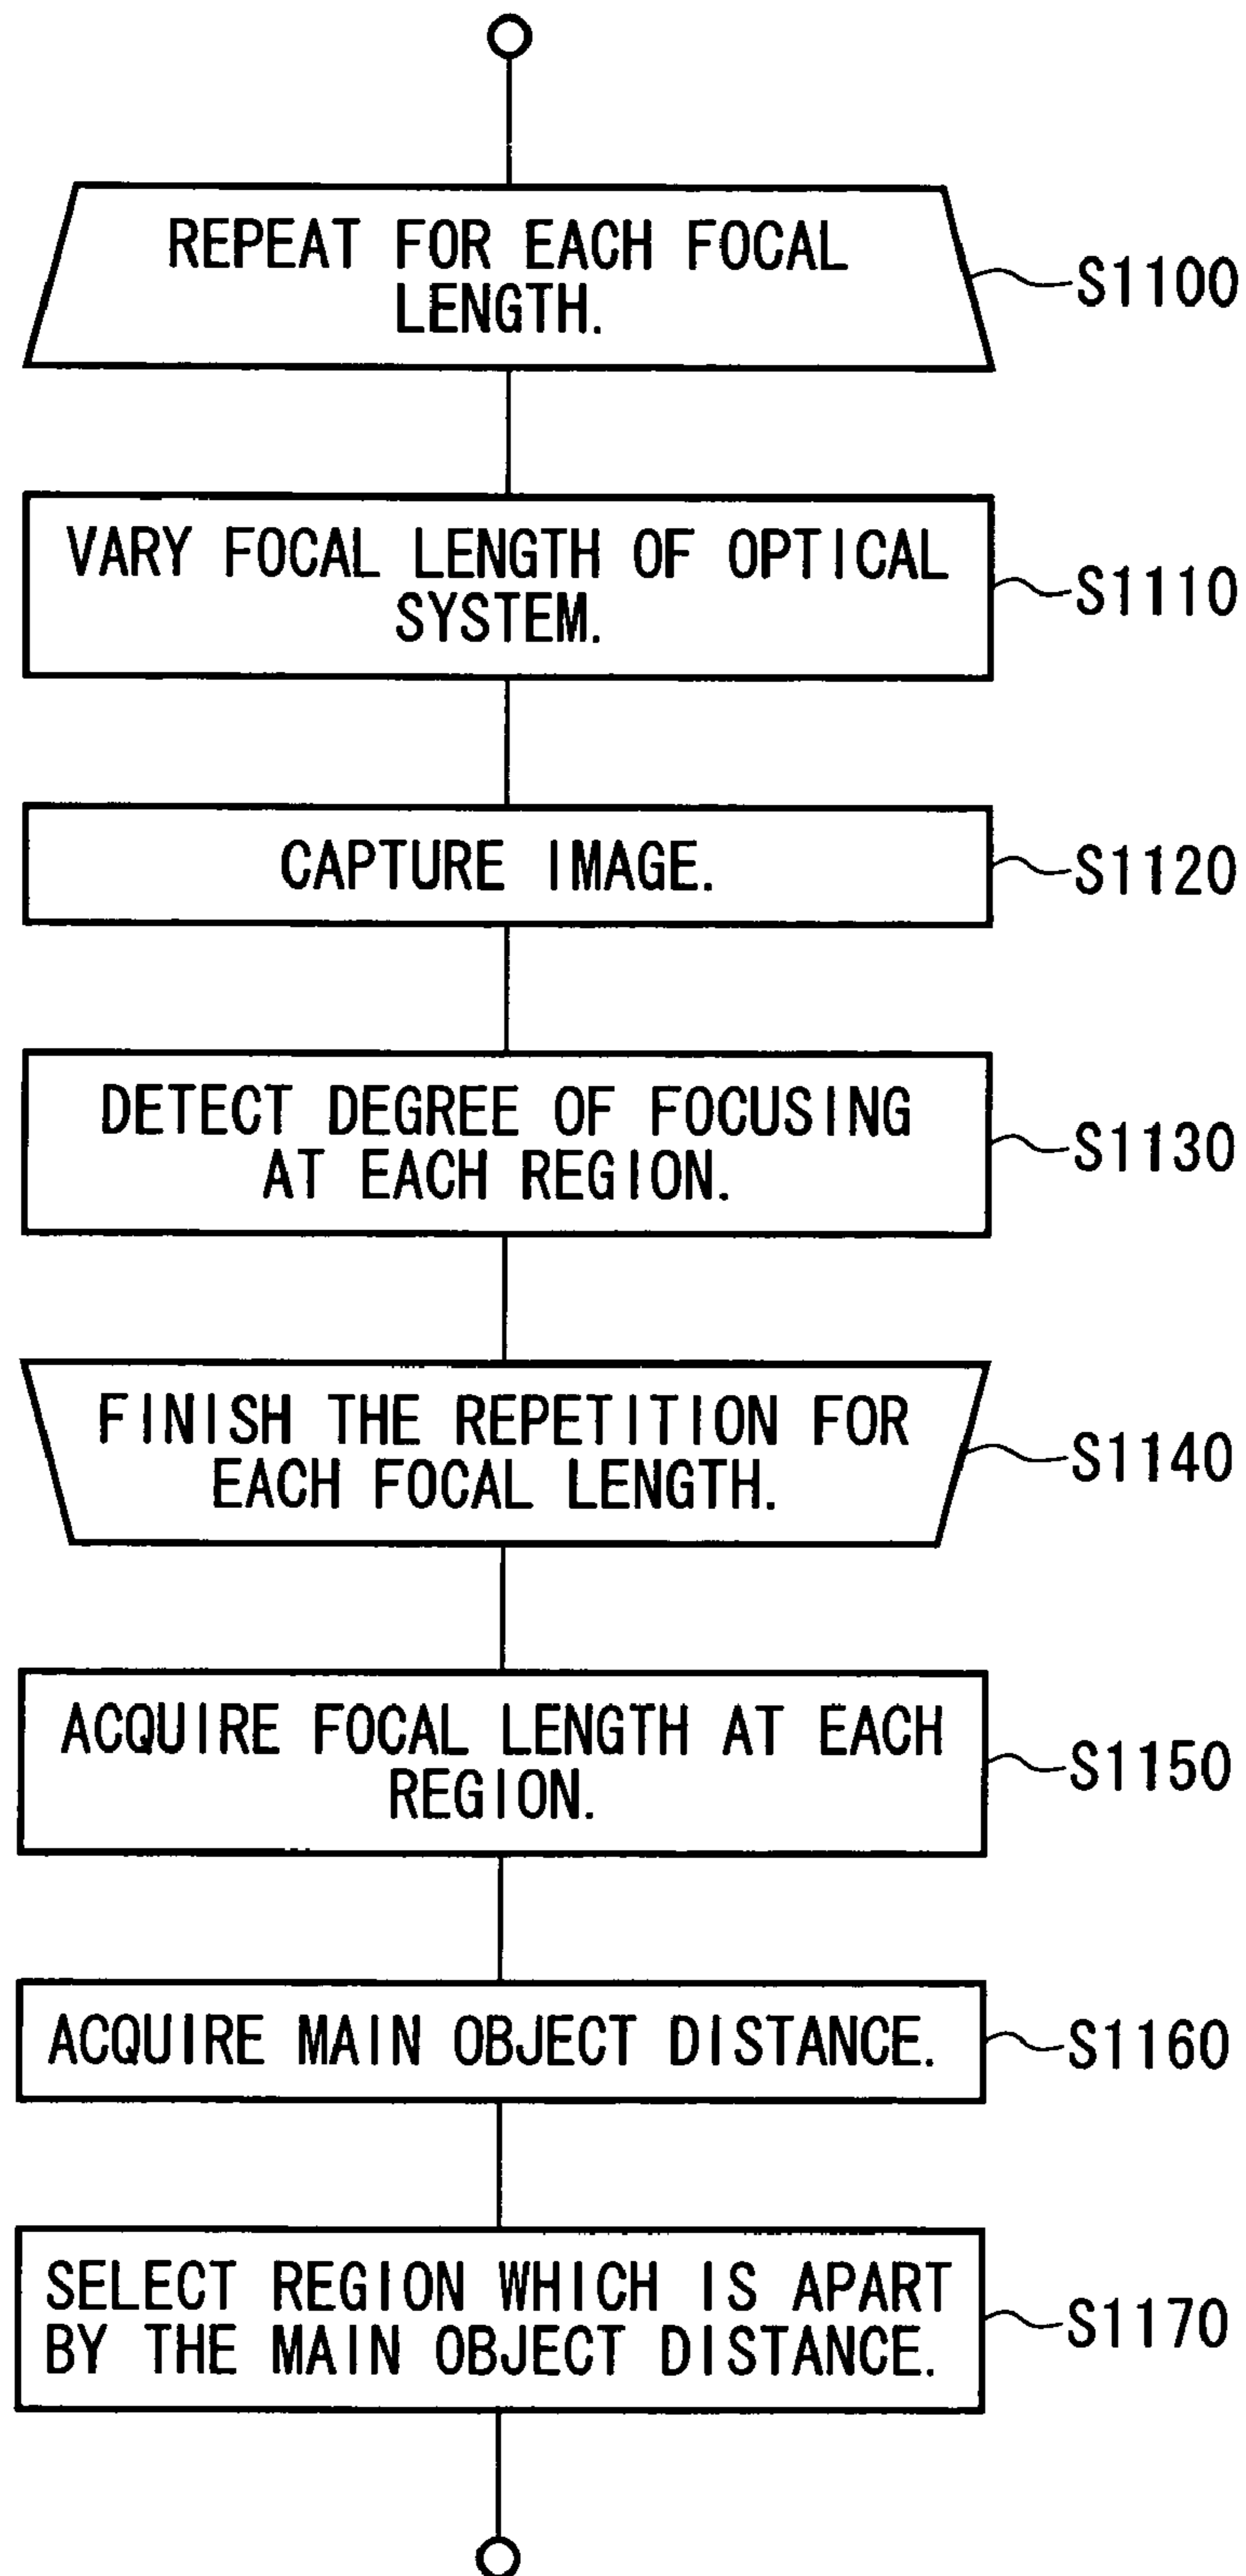 REPEAT FOR EACH FOCAL
LENGTH.
S1100
VARY FOCAL LENGTH OF OPTICAL
SYSTEM.
S1110
CAPTURE IMAGE.
S1120
DETECT DEGREE OF FOCUSING
AT EACH REGION.
S1130
FINISH THE REPETITION FOR
EACH FOCAL LENGTH.
S1140
ACQUIRE FOCAL LENGTH AT EACH
REGION.
S1150
ACQUIRE MAIN OBJECT DISTANCE.
S1160
SELECT REGION WHICH IS APART
BY THE MAIN OBJECT DISTANCE.
S1170